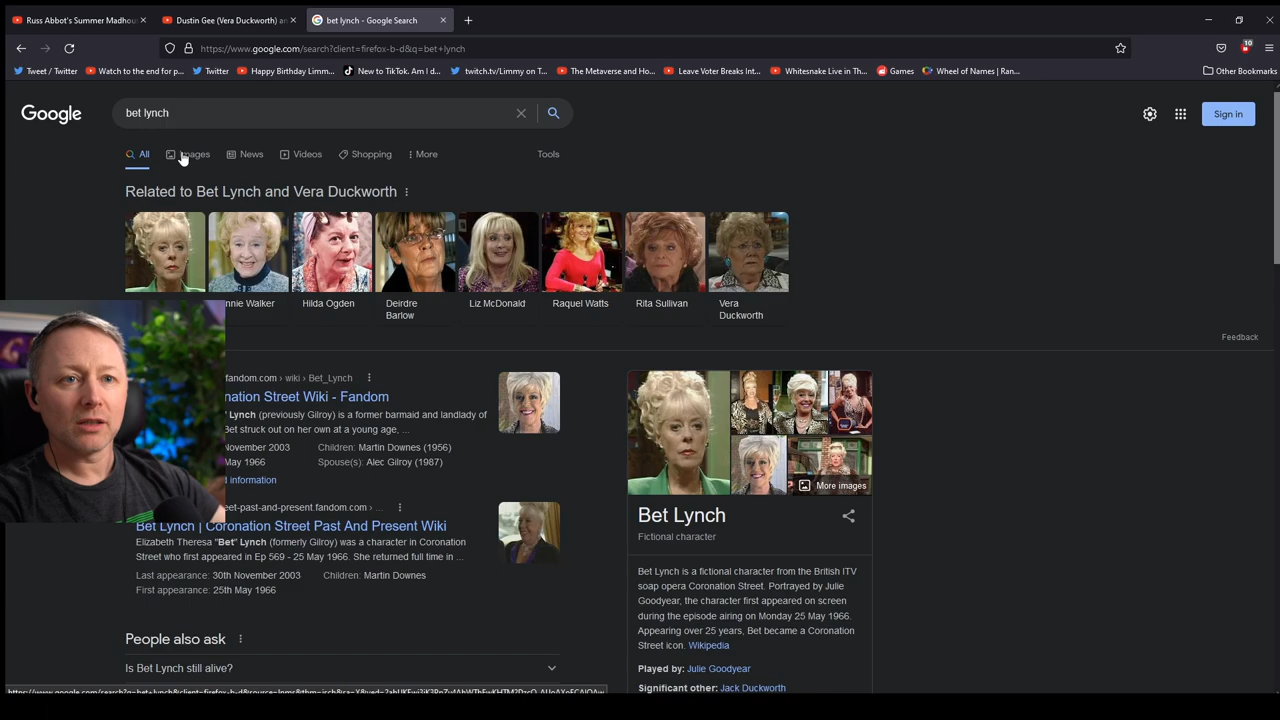 Russ Abbot's Summer Madhou
Dustin Gee (Vera Duckworth) an
bet lynch - Google Search
https://www.google.com/search?client=firefox-b-d&q=bet+lynch
10
Tweet / Twitter
Watch to the end for p...
Twitter
Happy Birthday Limm...
New to TikTok. Am I d...
twitch.tv/Limmy on T...
The Metaverse and Ho...
Leave Voter Breaks Int...
Whitesnake Live in Th...
Games
Wheel of Names | Ran...
Other Bookmarks
Google
bet lynch
Sign in
All
Images
News
Videos
Shopping
More
Tools
Related to Bet Lynch and Vera Duckworth
nnie Walker
Hilda Ogden
Deirdre
Barlow
Liz McDonald
Raquel Watts
Rita Sullivan
Vera
Duckworth
Feedback
fandom.com › wiki › Bet_Lynch
nation Street Wiki - Fandom
Lynch (previously Gilroy) is a former barmaid and landlady of
Bet struck out on her own at a young age, ...
November 2003 Children: Martin Downes (1956)
May 1966 Spouse(s): Alec Gilroy (1987)
d information
eet-past-and-present.fandom.com › ...
Bet Lynch | Coronation Street Past And Present Wiki
Elizabeth Theresa "Bet" Lynch (formerly Gilroy) was a character in Coronation
Street who first appeared in Ep 569 - 25 May 1966. She returned full time in ...
Last appearance: 30th November 2003 Children: Martin Downes
First appearance: 25th May 1966
People also ask
Is Bet Lynch still alive?
More images
Bet Lynch
Fictional character
Bet Lynch is a fictional character from the British ITV
soap opera Coronation Street. Portrayed by Julie
Goodyear, the character first appeared on screen
during the episode airing on Monday 25 May 1966.
Appearing over 25 years, Bet became a Coronation
Street icon. Wikipedia
Played by: Julie Goodyear
Significant other: Jack Duckworth